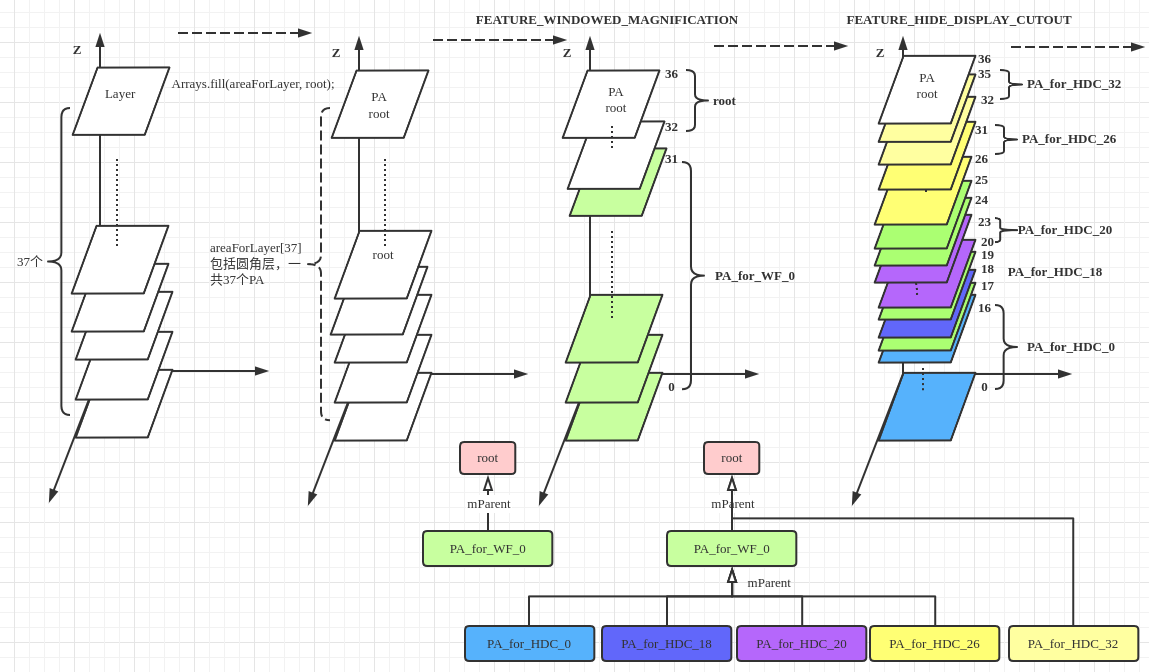 FEATURE_WINDOWED_MAGNIFICATION
FEATURE_HIDE_DISPLAY_CUTOUT
Z
Layer
37个
Arrays.fill(areaForLayer, root);
Z
PA
root
areaForLayer[37]
包括圆角层，一
共37个PA
root
Z
PA
root
36
32
31
0
root
PA_for_WF_0
Z
PA
root
36
35
32
31
26
25
24
23
20
19
18
17
16
0
PA_for_HDC_32
PA_for_HDC_26
PA_for_HDC_20
PA_for_HDC_18
PA_for_HDC_0
root
mParent
PA_for_WF_0
root
mParent
PA_for_WF_0
mParent
PA_for_HDC_0
PA_for_HDC_18
PA_for_HDC_20
PA_for_HDC_26
PA_for_HDC_32